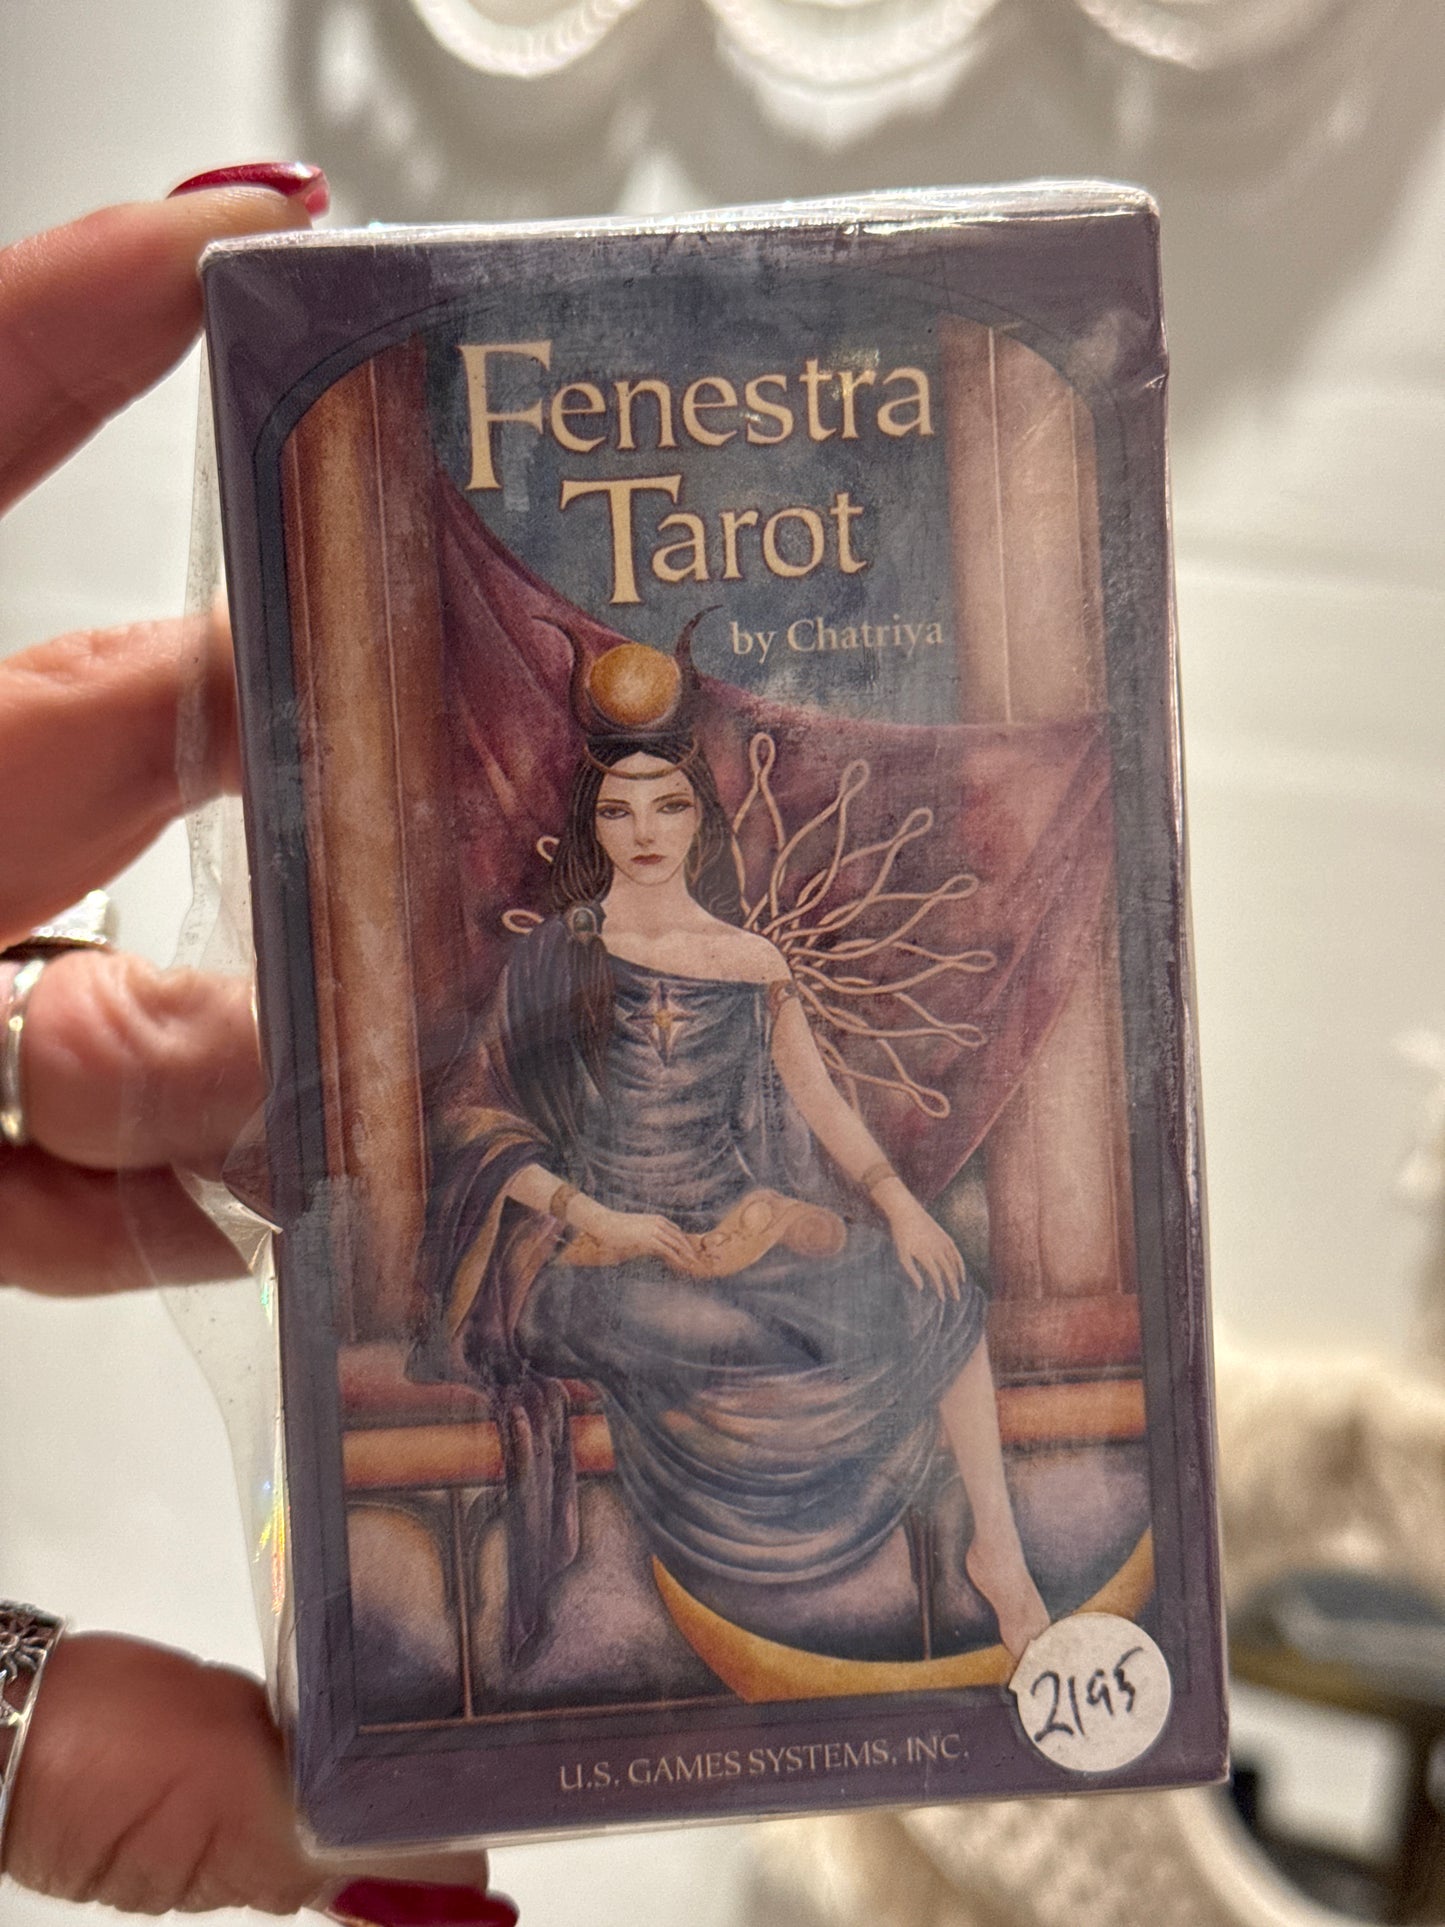 Fenestra
Tarot
by Chatriya
2195
U.S. GAMES SYSTEMS, INC.